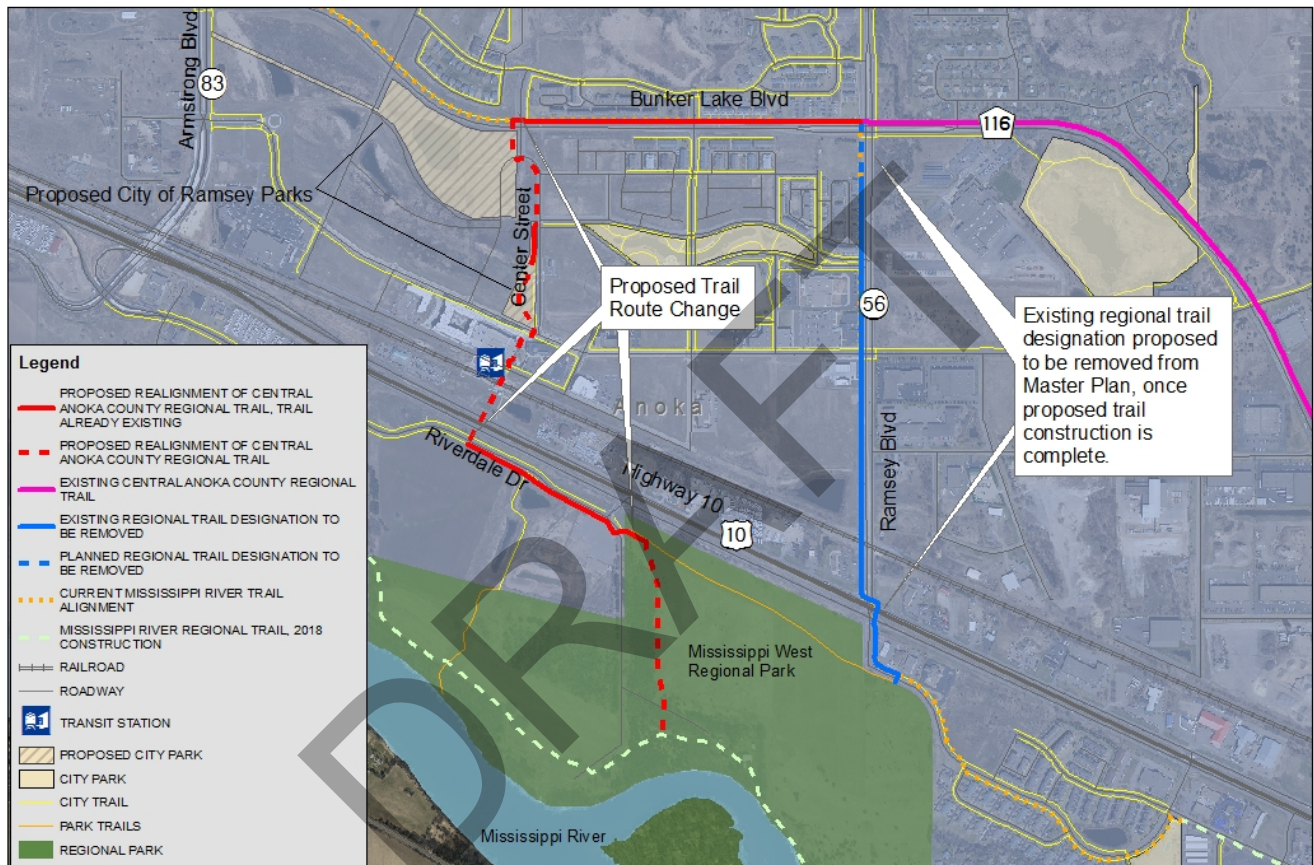 Armstrong Blvd
83
Bunker Lake Blvd
116
Proposed City of Ramsey Parks
Center Street
Proposed Trail
Route Change
56
Existing regional trail
designation proposed
to be removed from
Master Plan, once
proposed trail
construction is
complete.
Anoka
Riverdale Dr
Highway 10
10
Ramsey Blvd
Mississippi West
Regional Park
Mississippi River
DRAFT
Legend
PROPOSED REALIGNMENT OF CENTRAL
ANOKA COUNTY REGIONAL TRAIL, TRAIL
ALREADY EXISTING
PROPOSED REALIGNMENT OF CENTRAL
ANOKA COUNTY REGIONAL TRAIL
EXISTING CENTRAL ANOKA COUNTY REGIONAL
TRAIL
EXISTING REGIONAL TRAIL DESIGNATION TO
BE REMOVED
PLANNED REGIONAL TRAIL DESIGNATION TO
BE REMOVED
CURRENT MISSISSIPPI RIVER TRAIL
ALIGNMENT
MISSISSIPPI RIVER REGIONAL TRAIL, 2018
CONSTRUCTION
RAILROAD
ROADWAY
TRANSIT STATION
PROPOSED CITY PARK
CITY PARK
CITY TRAIL
PARK TRAILS
REGIONAL PARK